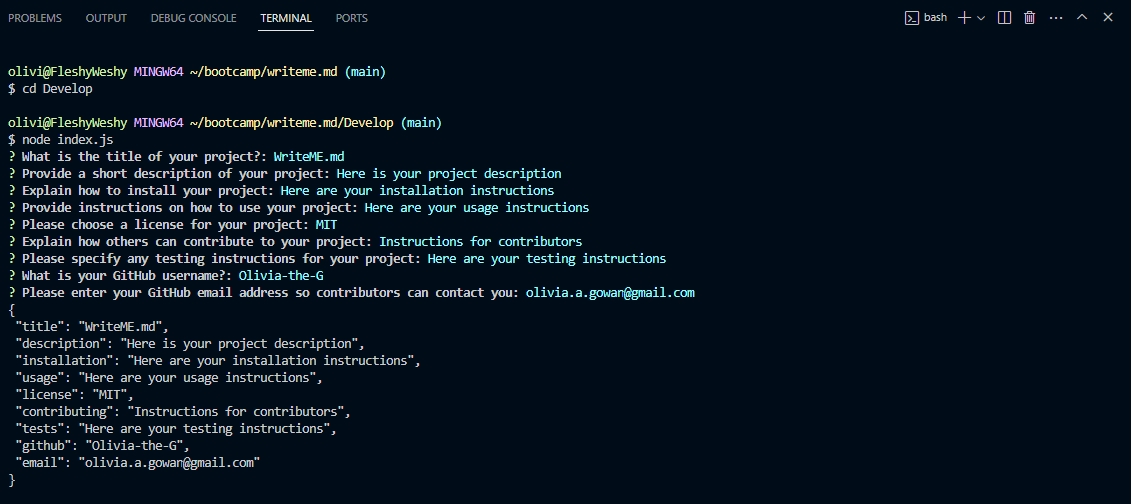 PROBLEMS OUTPUT DEBUG CONSOLE TERMINAL PORTS bash
olivi@FleshyWeshy MINGW64 ~/bootcamp/writeme.md (main)
$ cd Develop
olivi@FleshyWeshy MINGW64 ~/bootcamp/writeme.md/Develop (main)
$ node index.js
? What is the title of your project?: WriteME.md
? Provide a short description of your project: Here is your project description
? Explain how to install your project: Here are your installation instructions
? Provide instructions on how to use your project: Here are your usage instructions
? Please choose a license for your project: MIT
? Explain how others can contribute to your project: Instructions for contributors
? Please specify any testing instructions for your project: Here are your testing instructions
? What is your GitHub username?: Olivia-the-G
? Please enter your GitHub email address so contributors can contact you: olivia.a.gowan@gmail.com
{
 "title": "WriteME.md",
 "description": "Here is your project description",
 "installation": "Here are your installation instructions",
 "usage": "Here are your usage instructions",
 "license": "MIT",
 "contributing": "Instructions for contributors",
 "tests": "Here are your testing instructions",
 "github": "Olivia-the-G",
 "email": "olivia.a.gowan@gmail.com"
}